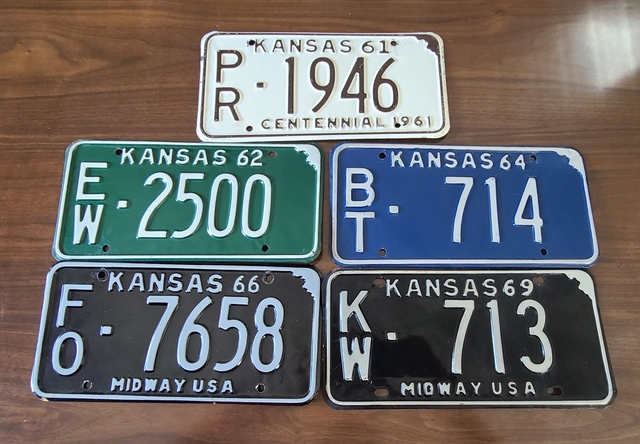 KANSAS 61
PR·1946
CENTENNIAL 1961
KANSAS 62
EW·2500
KANSAS 64
BT·714
KANSAS 66
FO·7658
MIDWAY USA
KANSAS 69
KW·713
MIDWAY USA